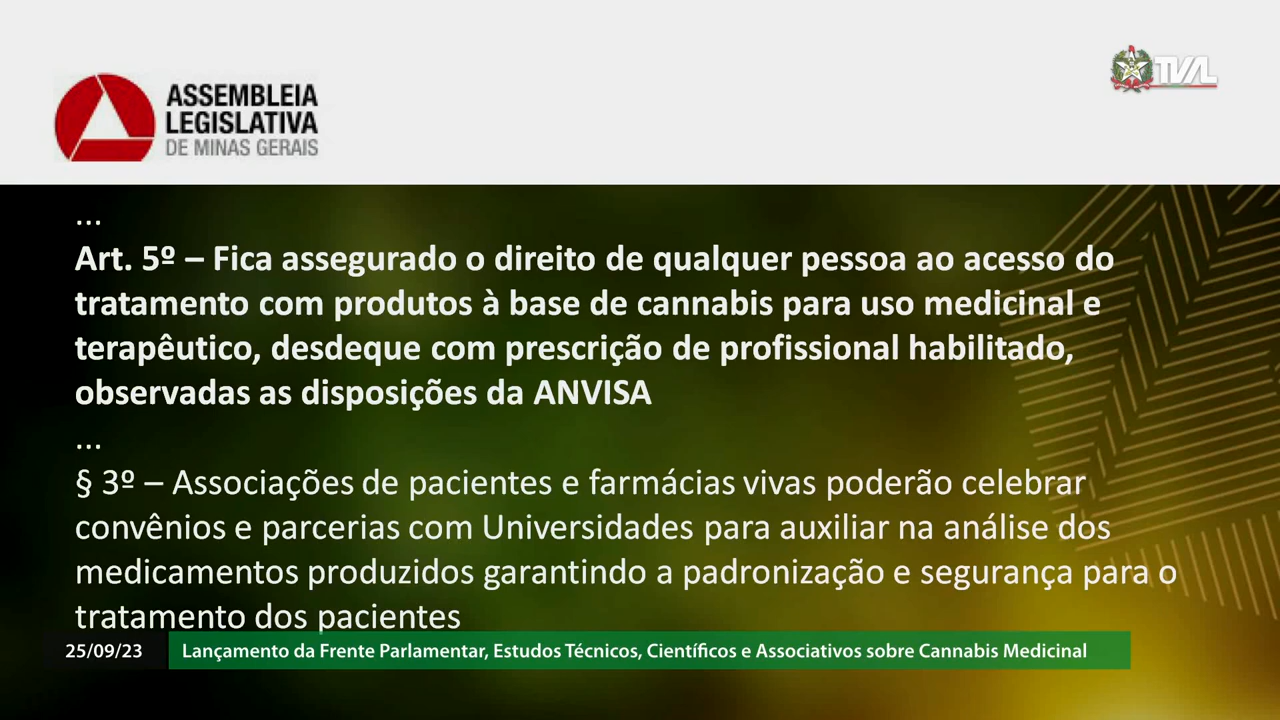 TVAL
ASSEMBLEIA
LEGISLATIVA
DE MINAS GERAIS
...
Art. 5º – Fica assegurado o direito de qualquer pessoa ao acesso do
tratamento com produtos à base de cannabis para uso medicinal e
terapêutico, desdeque com prescrição de profissional habilitado,
observadas as disposições da ANVISA
...
§ 3º – Associações de pacientes e farmácias vivas poderão celebrar
convênios e parcerias com Universidades para auxiliar na análise dos
medicamentos produzidos garantindo a padronização e segurança para o
tratamento dos pacientes
25/09/23 Lançamento da Frente Parlamentar, Estudos Técnicos, Científicos e Associativos sobre Cannabis Medicinal